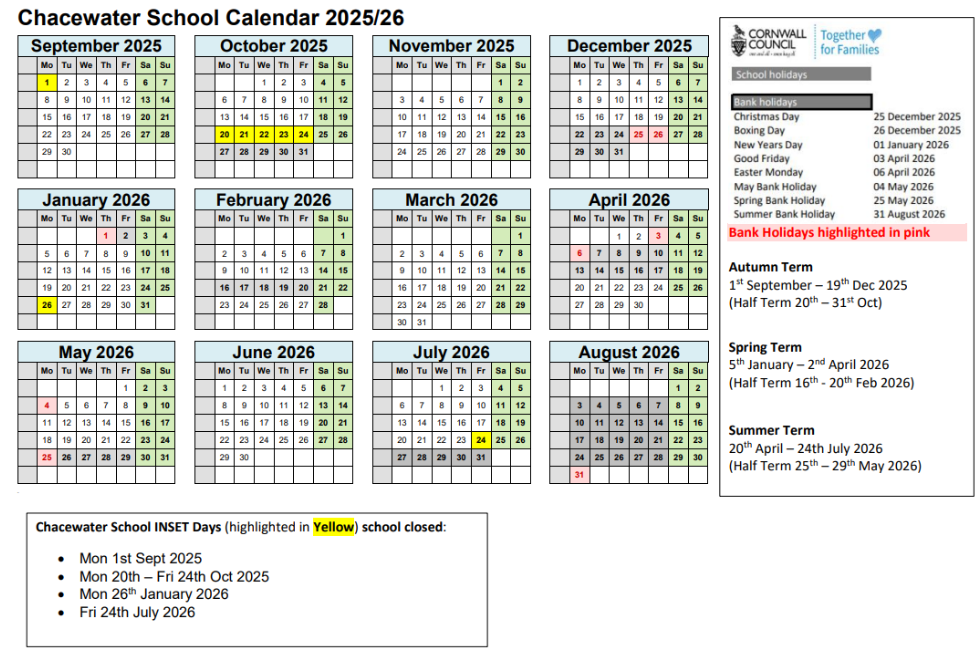 Chacewater School Calendar 2025/26
September 2025 October 2025 November 2025 December 2025
Mo Tu We Th Fr Sa Su Mo Tu We Th Fr Sa Su Mo Tu We Th Fr Sa Su Mo Tu We Th Fr Sa Su
1 2 3 4 5 6 7 1 2 3 4 5 1 2 1 2 3 4 5 6 7
8 9 10 11 12 13 14 6 7 8 9 10 11 12 3 4 5 6 7 8 9 8 9 10 11 12 13 14
15 16 17 18 19 20 21 13 14 15 16 17 18 19 10 11 12 13 14 15 16 15 16 17 18 19 20 21
22 23 24 25 26 27 28 20 21 22 23 24 25 26 17 18 19 20 21 22 23 22 23 24 25 26 27 28
29 30 27 28 29 30 31 24 25 26 27 28 29 30 29 30 31
January 2026 February 2026 March 2026 April 2026
Mo Tu We Th Fr Sa Su Mo Tu We Th Fr Sa Su Mo Tu We Th Fr Sa Su Mo Tu We Th Fr Sa Su
1 2 3 4 1 1 1 2 3 4 5
5 6 7 8 9 10 11 2 3 4 5 6 7 8 2 3 4 5 6 7 8 6 7 8 9 10 11 12
12 13 14 15 16 17 18 9 10 11 12 13 14 15 9 10 11 12 13 14 15 13 14 15 16 17 18 19
19 20 21 22 23 24 25 16 17 18 19 20 21 22 16 17 18 19 20 21 22 20 21 22 23 24 25 26
26 27 28 29 30 31 23 24 25 26 27 28 23 24 25 26 27 28 29 27 28 29 30
30 31
May 2026 June 2026 July 2026 August 2026
Mo Tu We Th Fr Sa Su Mo Tu We Th Fr Sa Su Mo Tu We Th Fr Sa Su Mo Tu We Th Fr Sa Su
1 2 3 1 2 3 4 5 6 7 1 2 3 4 5 1 2
4 5 6 7 8 9 10 8 9 10 11 12 13 14 6 7 8 9 10 11 12 3 4 5 6 7 8 9
11 12 13 14 15 16 17 15 16 17 18 19 20 21 13 14 15 16 17 18 19 10 11 12 13 14 15 16
18 19 20 21 22 23 24 22 23 24 25 26 27 28 20 21 22 23 24 25 26 17 18 19 20 21 22 23
25 26 27 28 29 30 31 29 30 27 28 29 30 31 24 25 26 27 28 29 30
31
CORNWALL
COUNCIL
Together
for Families
School holidays
Bank holidays
Christmas Day 25 December 2025
Boxing Day 26 December 2025
New Years Day 01 January 2026
Good Friday 03 April 2026
Easter Monday 06 April 2026
May Bank Holiday 04 May 2026
Spring Bank Holiday 25 May 2026
Summer Bank Holiday 31 August 2026
Bank Holidays highlighted in pink
Autumn Term
1st September – 19th Dec 2025
(Half Term 20th – 31st Oct)
Spring Term
5th January – 2nd April 2026
(Half Term 16th - 20th Feb 2026)
Summer Term
20th April – 24th July 2026
(Half Term 25th – 29th May 2026)
Chacewater School INSET Days (highlighted in Yellow) school closed:
• Mon 1st Sept 2025
• Mon 20th – Fri 24th Oct 2025
• Mon 26th January 2026
• Fri 24th July 2026